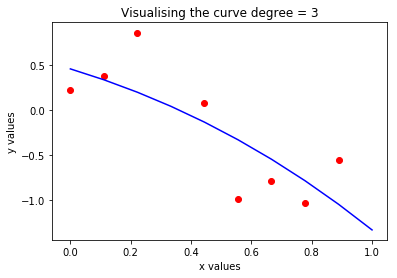 Visualising the curve degree = 3
y values
0.5
0.0
−0.5
−1.0
0.0 0.2 0.4 0.6 0.8 1.0
x values